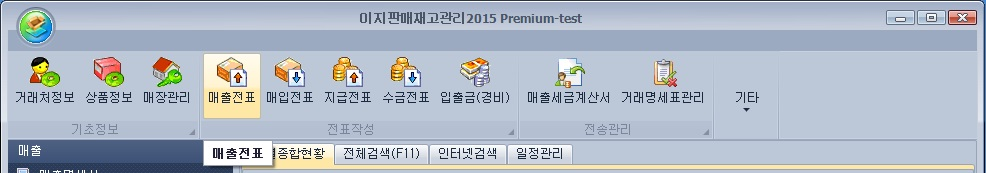 이지판매재고관리2015 Premium-test
거래처정보 상품정보 매장관리 매출전표 매입전표 지급전표 수금전표 입출금(경비) 매출세금계산서 거래명세표관리 기타
기초정보 전표작성 전송관리
매출 매출전표 종합현황 전체검색(F11) 인터넷검색 일정관리